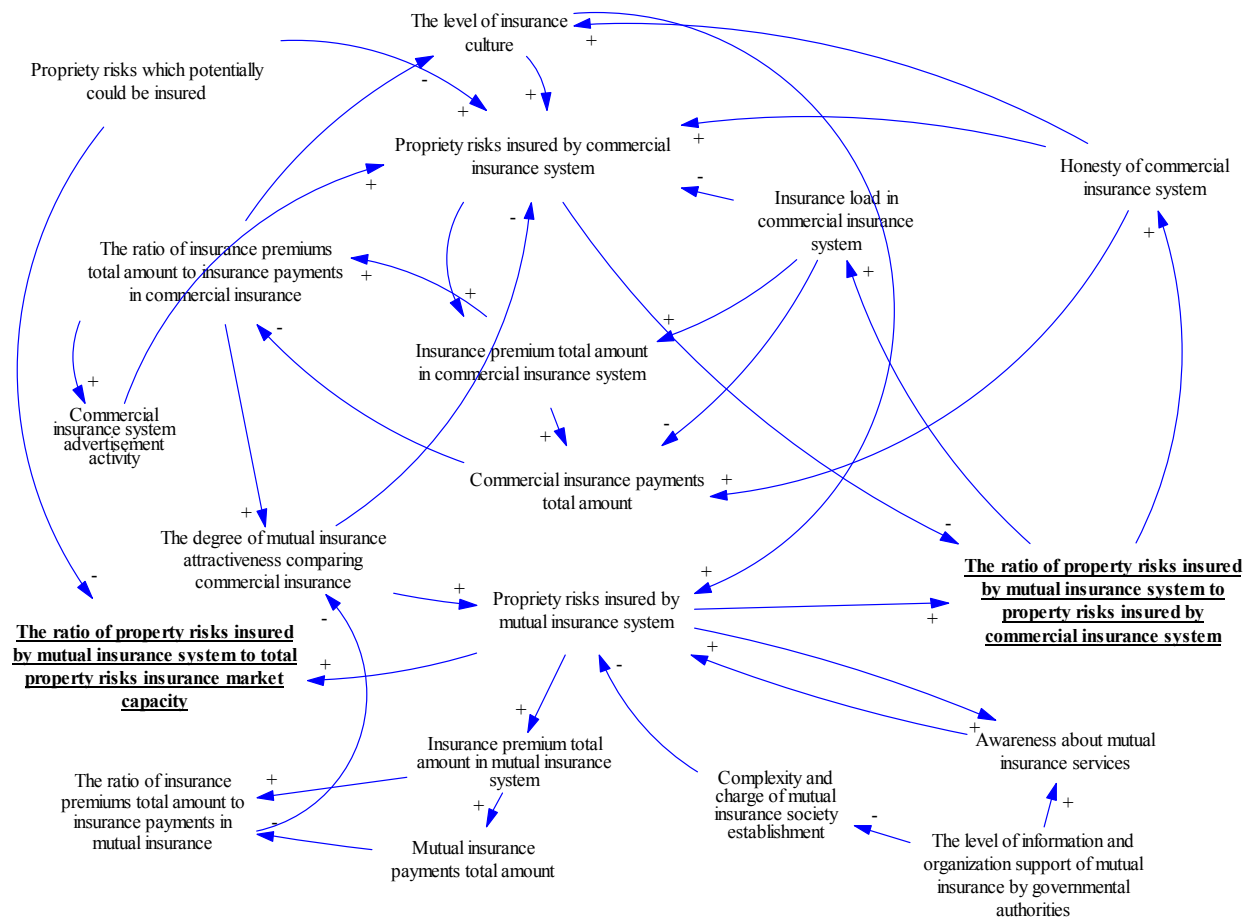 The level of insurance
culture
+
Propriety risks which potentially
could be insured
-
+
+
Propriety risks insured by commercial
insurance system
+
+
-
Honesty of commercial
insurance system
Insurance load in
commercial insurance
system
-
+
+
The ratio of insurance premiums
total amount to insurance payments
in commercial insurance
+
+
+
-
Insurance premium total amount
in commercial insurance system
+
+
Commercial
insurance system
advertisement
activity
+
-
Commercial insurance payments
total amount
+
+
The degree of mutual insurance
attractiveness comparing
commercial insurance
-
The ratio of property risks insured
by mutual insurance system to
property risks insured by
commercial insurance system
-
+
-
+
Propriety risks insured by
mutual insurance system
+
The ratio of property risks insured
by mutual insurance system to total
property risks insurance market
capacity
+
-
+
+
Insurance premium total
amount in mutual insurance
system
+
Awareness about mutual
insurance services
The ratio of insurance
premiums total amount to
insurance payments in
mutual insurance
+
-
+
Complexity and
charge of mutual
insurance society
establishment
-
+
Mutual insurance
payments total amount
The level of information and
organization support of mutual
insurance by governmental
authorities